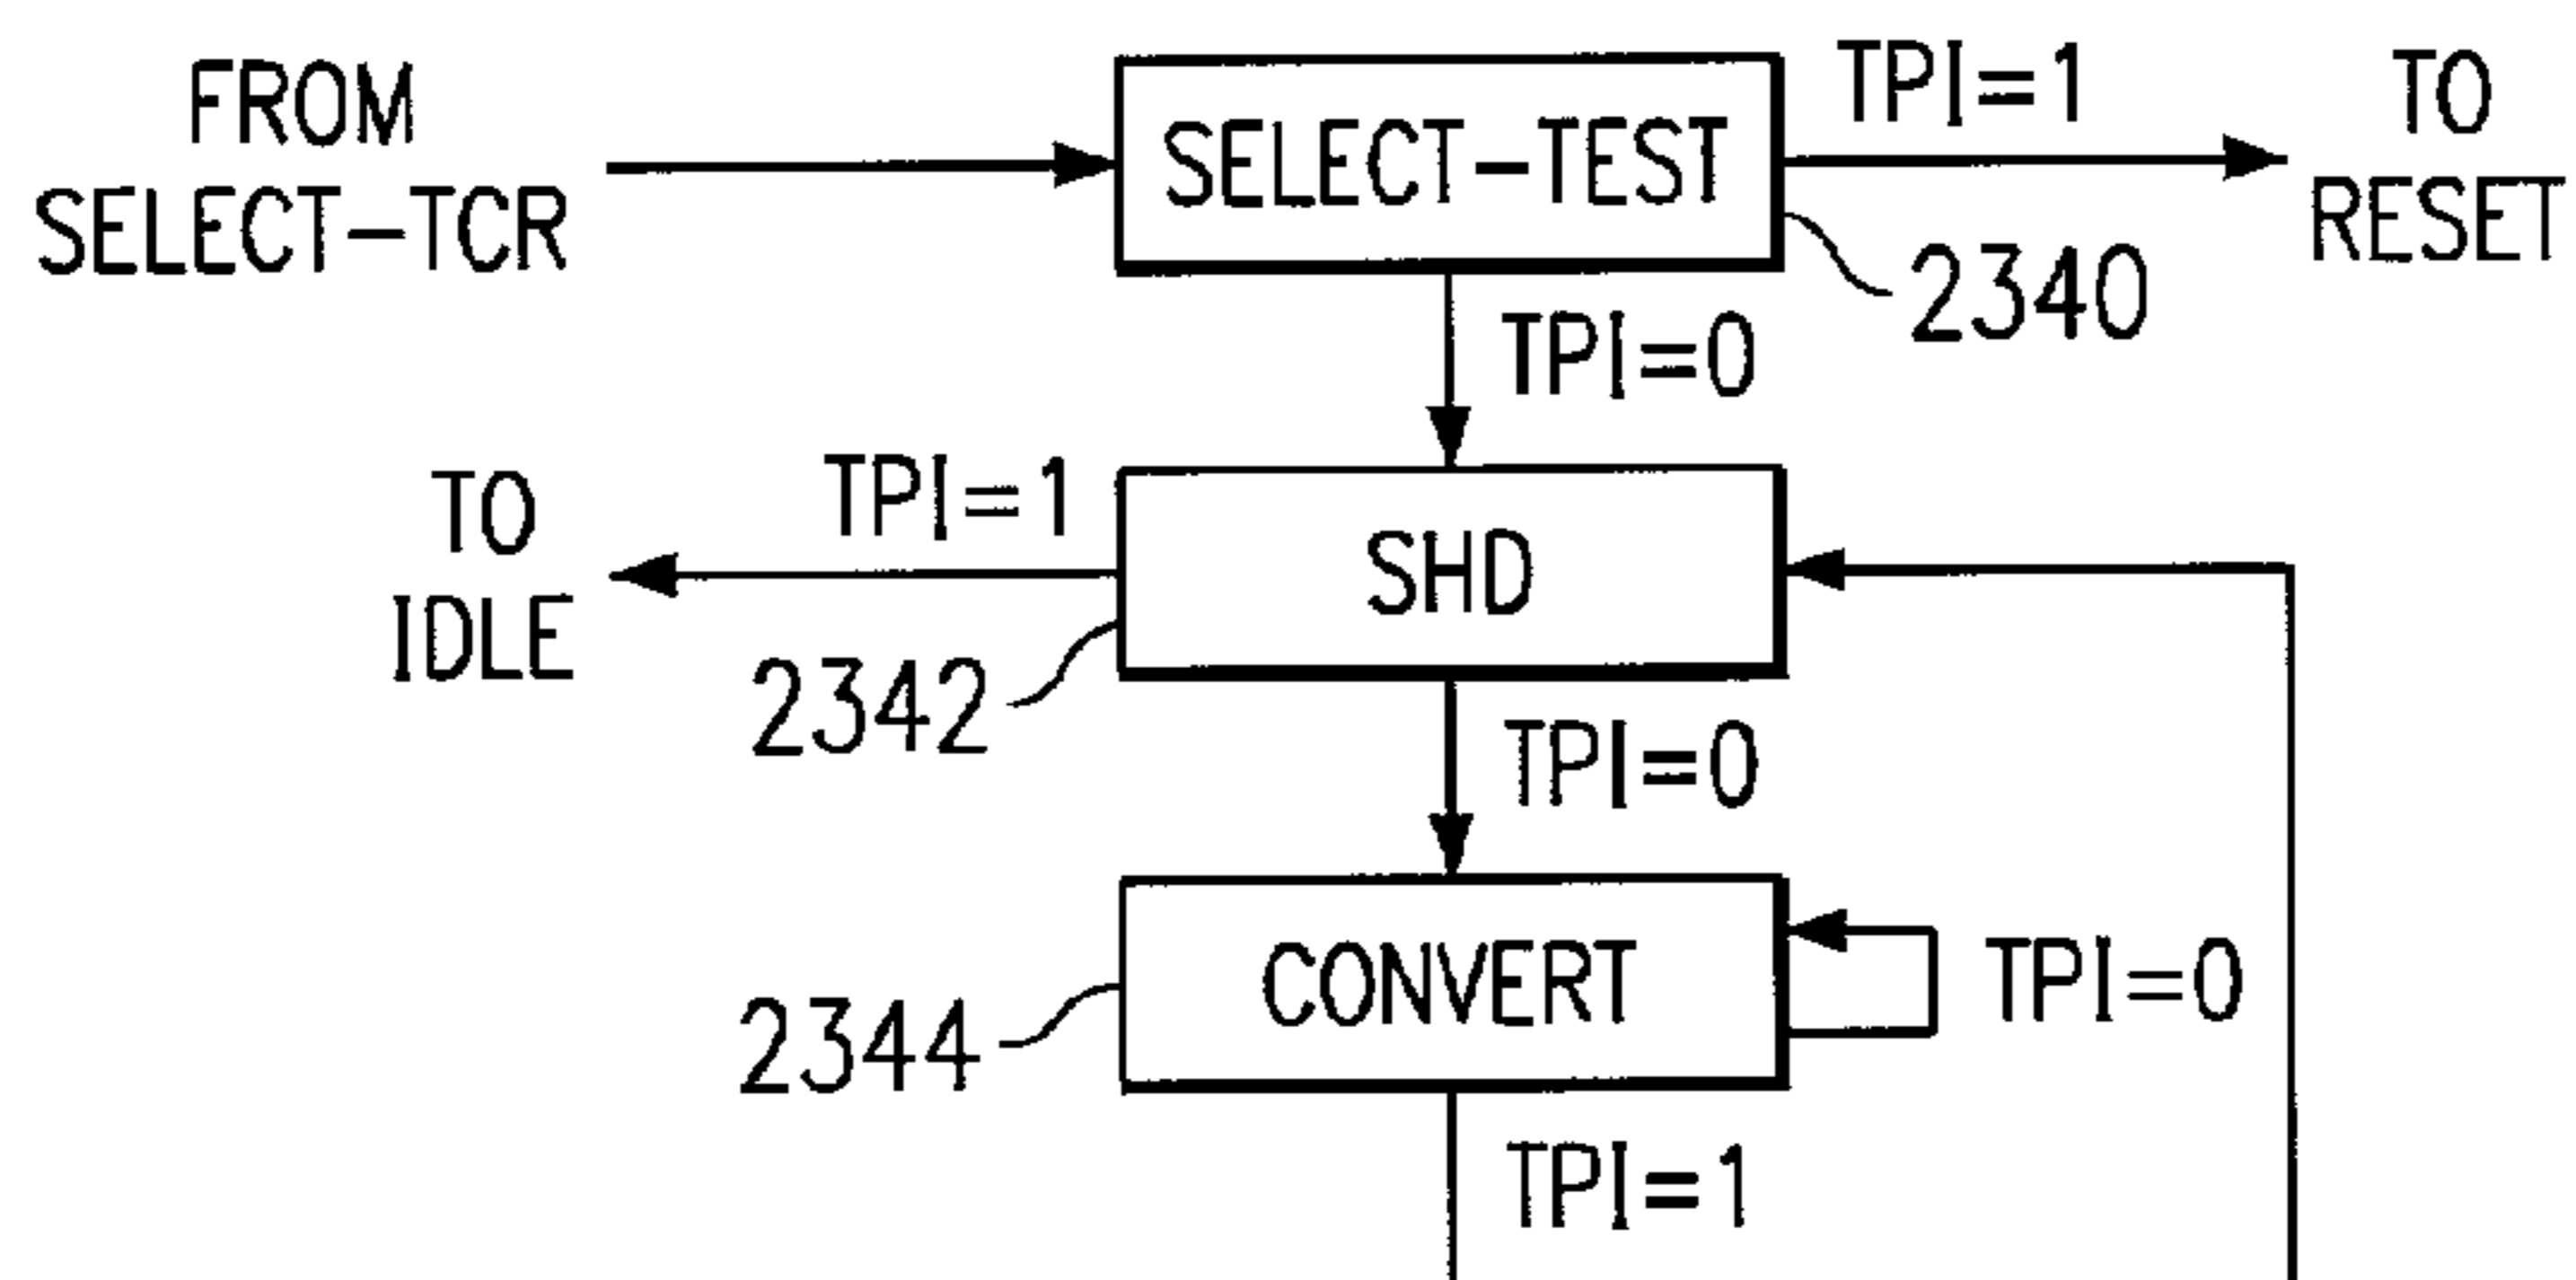 FROM
SELECT-TCR
SELECT-TEST
TPI=1
TO
RESET
2340
TPI=0
TO
IDLE
TPI=1
SHD
2342
TPI=0
CONVERT
TPI=0
2344
TPI=1